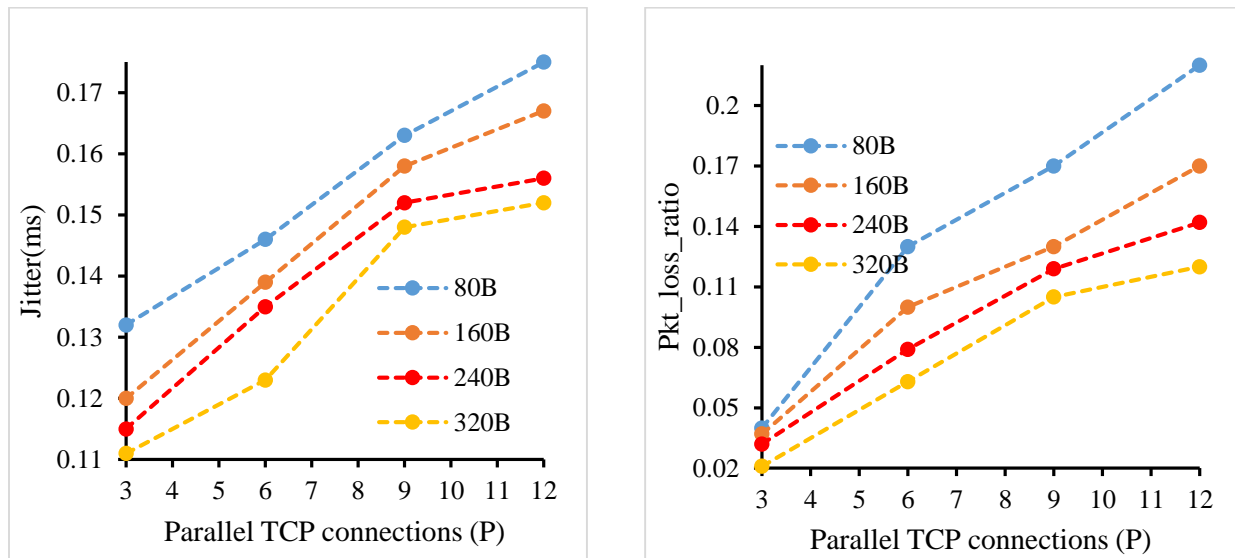 Jitter(ms)
0.17
0.16
0.15
0.14
0.13
0.12
0.11
3 4 5 6 7 8 9 10 11 12
Parallel TCP connections (P)
80B
160B
240B
320B
Pkt_loss_ratio
0.2
0.17
0.14
0.11
0.08
0.05
0.02
3 4 5 6 7 8 9 10 11 12
Parallel TCP connections (P)
80B
160B
240B
320B